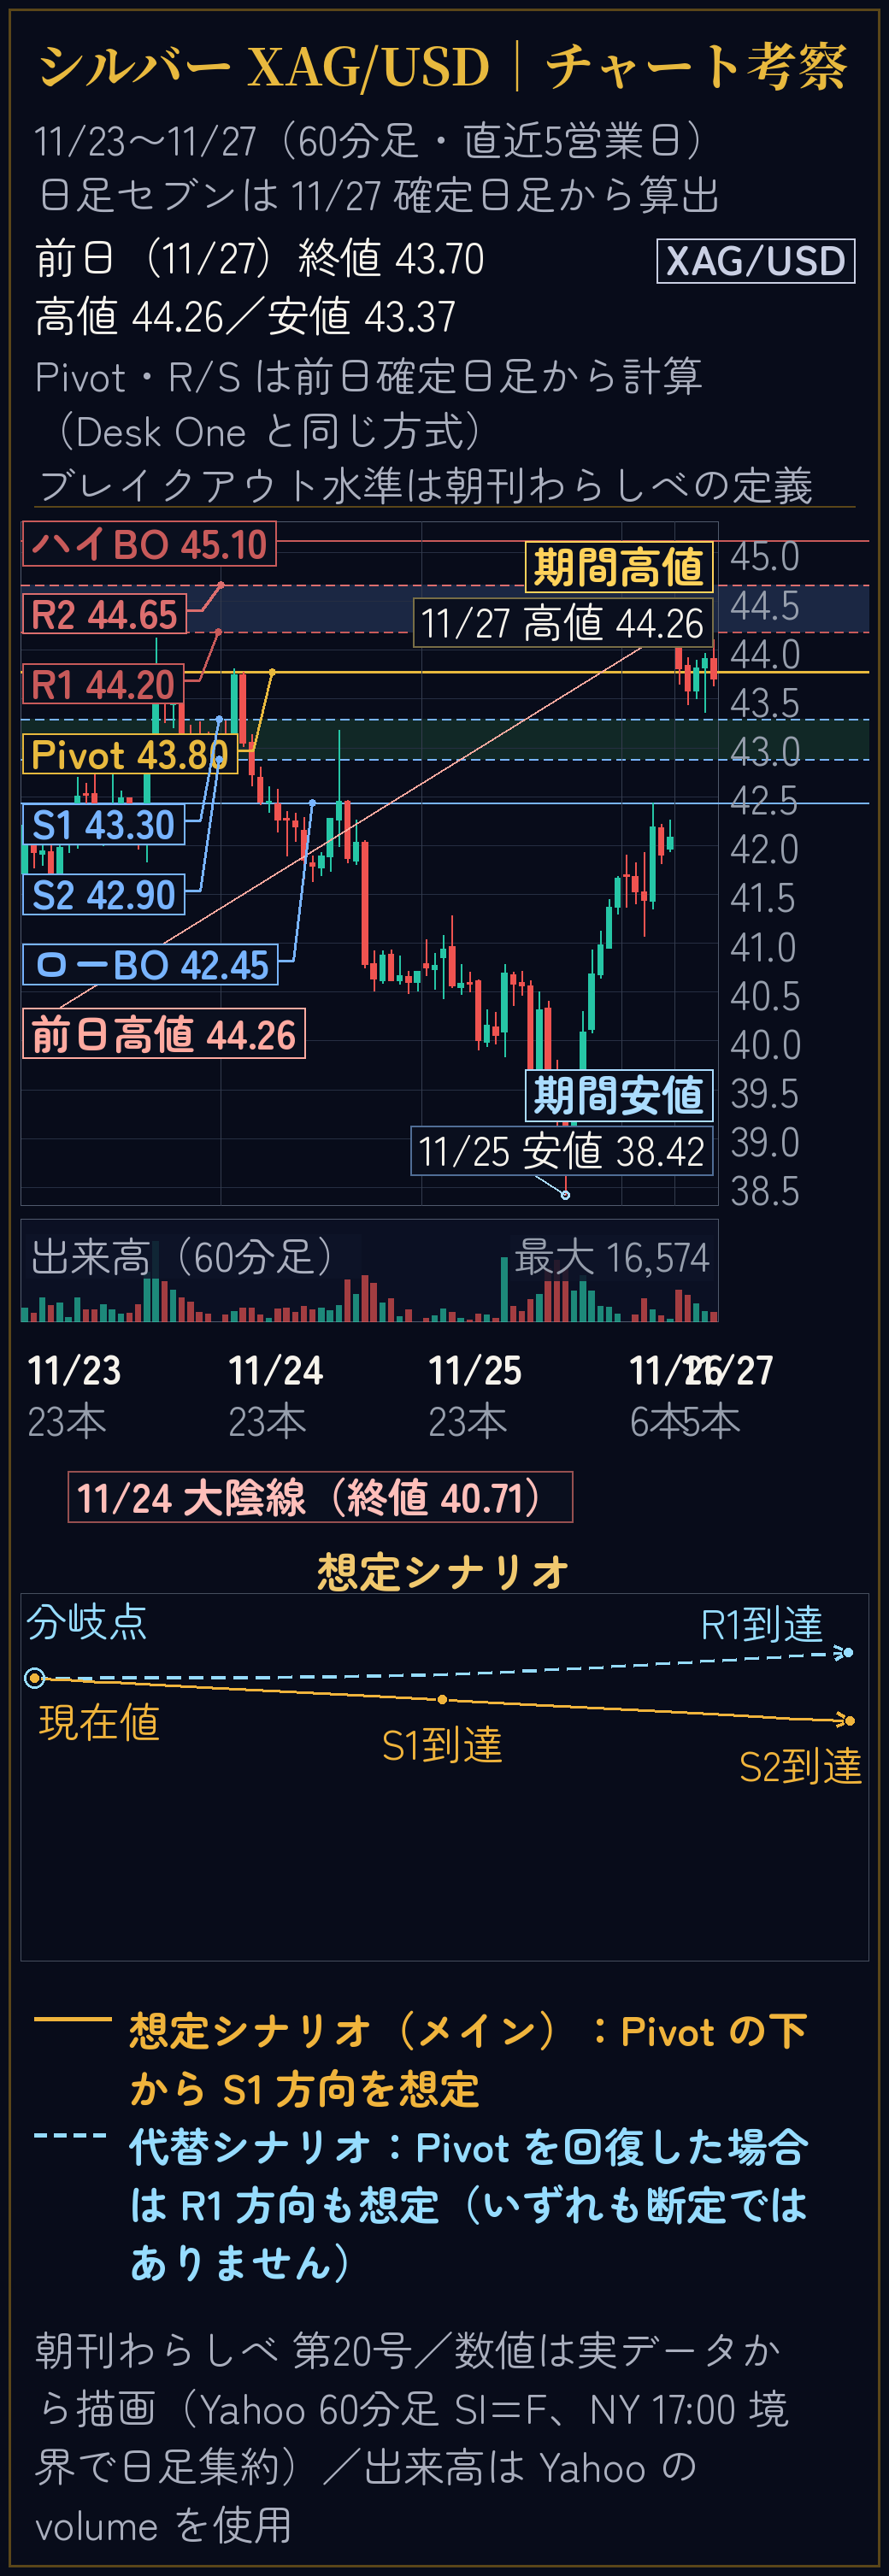 シルバー XAG/USD｜チャート考察
11/23〜11/27（60分足・直近5営業日）
日足セブンは 11/27 確定日足から算出
前日（11/27）終値 43.70
XAG/USD
高値 44.26／安値 43.37
Pivot・R/S は前日確定日足から計算
（Desk One と同じ方式）
ブレイクアウト水準は朝刊わらしべの定義
ハイBO 45.10
期間高値
45.0
R2 44.65
11/27 高値 44.26
44.5
R1 44.20
44.0
43.5
Pivot 43.80
43.0
S1 43.30
42.5
42.0
S2 42.90
41.5
ローBO 42.45
41.0
40.5
前日高値 44.26
40.0
期間安値
39.5
11/25 安値 38.42
39.0
38.5
出来高（60分足）
最大 16,574
11/23
11/24
11/25
11/26
11/27
23本
23本
23本
6本
5本
11/24 大陰線（終値 40.71）
想定シナリオ
分岐点
R1到達
現在値
S1到達
S2到達
想定シナリオ（メイン）：Pivot の下
から S1 方向を想定
代替シナリオ：Pivot を回復した場合
は R1 方向も想定（いずれも断定では
ありません）
朝刊わらしべ 第20号／数値は実データか
ら描画（Yahoo 60分足 SI=F、NY 17:00 境
界で日足集約）／出来高は Yahoo の
volume を使用